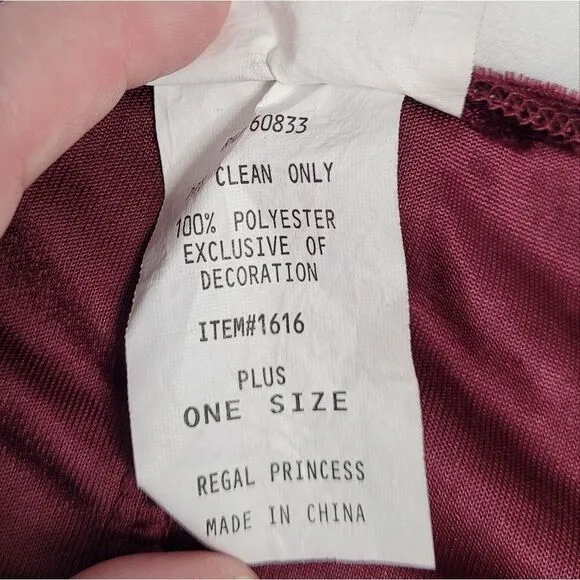 60833
CLEAN ONLY
100% POLYESTER
EXCLUSIVE OF
DECORATION
ITEM#1616
PLUS
ONE SIZE
REGAL PRINCESS
MADE IN CHINA